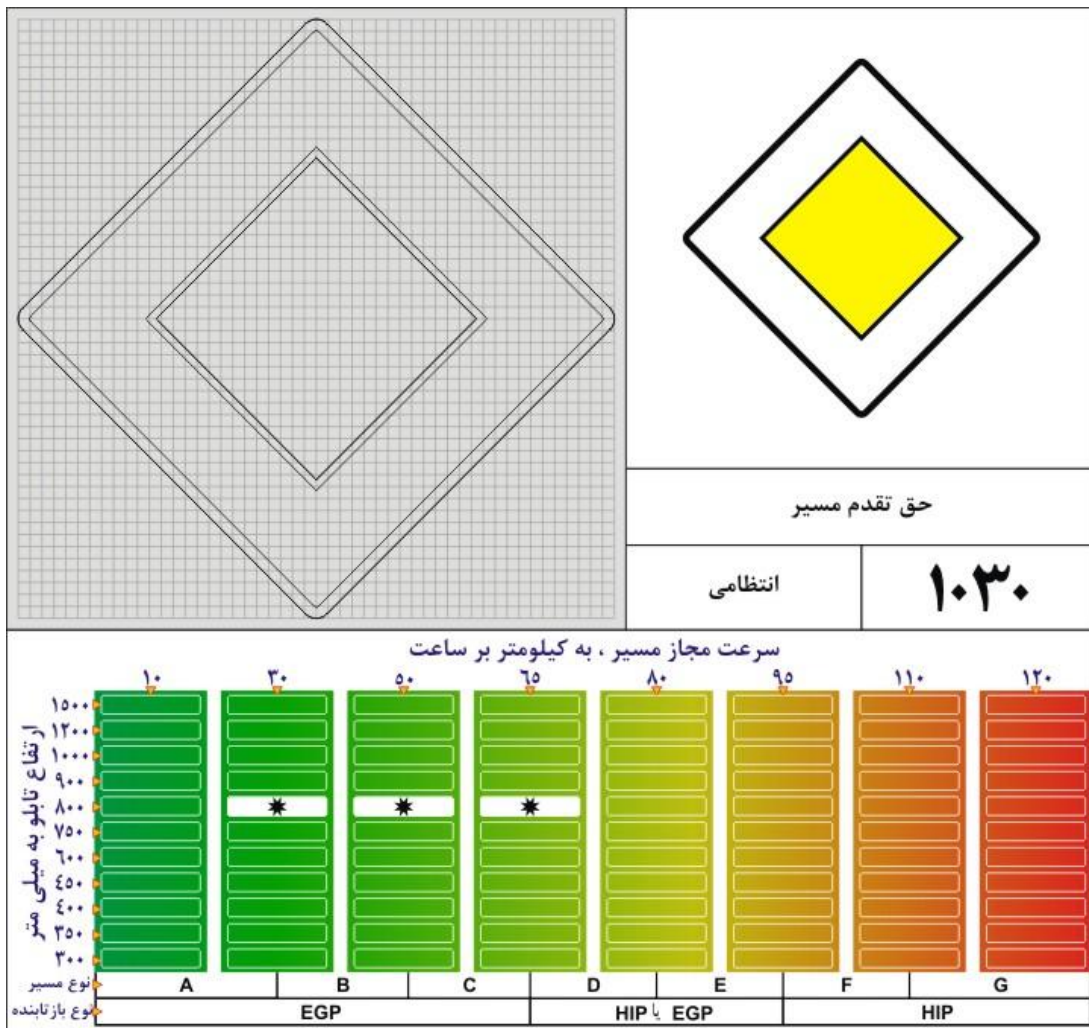 حق تقدم مسیر
انتظامی
۱۰۳۰
سرعت مجاز مسیر ، به کیلومتر بر ساعت
۱۰ ۳۰ ۵۰ ۶۵ ۸۰ ۹۵ ۱۱۰ ۱۲۰
ارتفاع تابلو به میلی متر
۱۵۰۰
۱۲۰۰
۱۰۰۰
۹۰۰
۸۰۰
۷۵۰
۶۰۰
٤۵۰
٤۰۰
۳۵۰
۳۰۰
نوع مسیر
A B C D E F G
نوع بازتابنده
EGP HIP یا EGP HIP